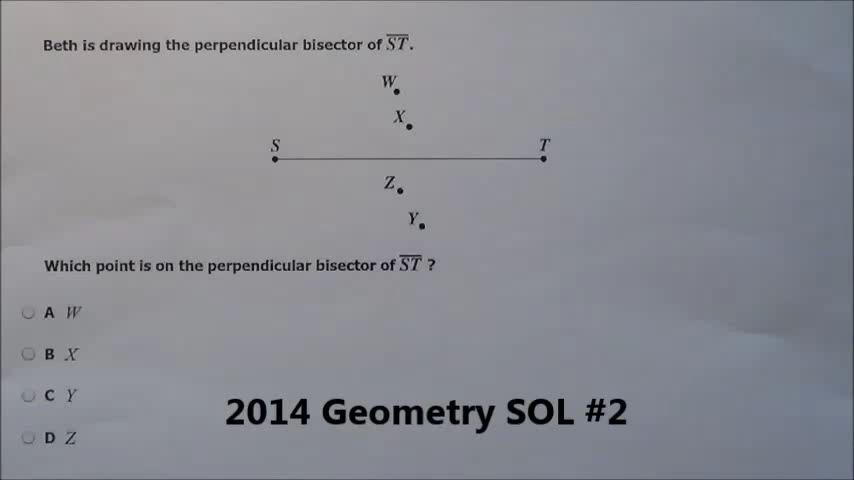 Beth is drawing the perpendicular bisector of ST.
W
X
S
T
Z
Y
Which point is on the perpendicular bisector of ST ?
A W
B X
C Y
D Z
2014 Geometry SOL #2